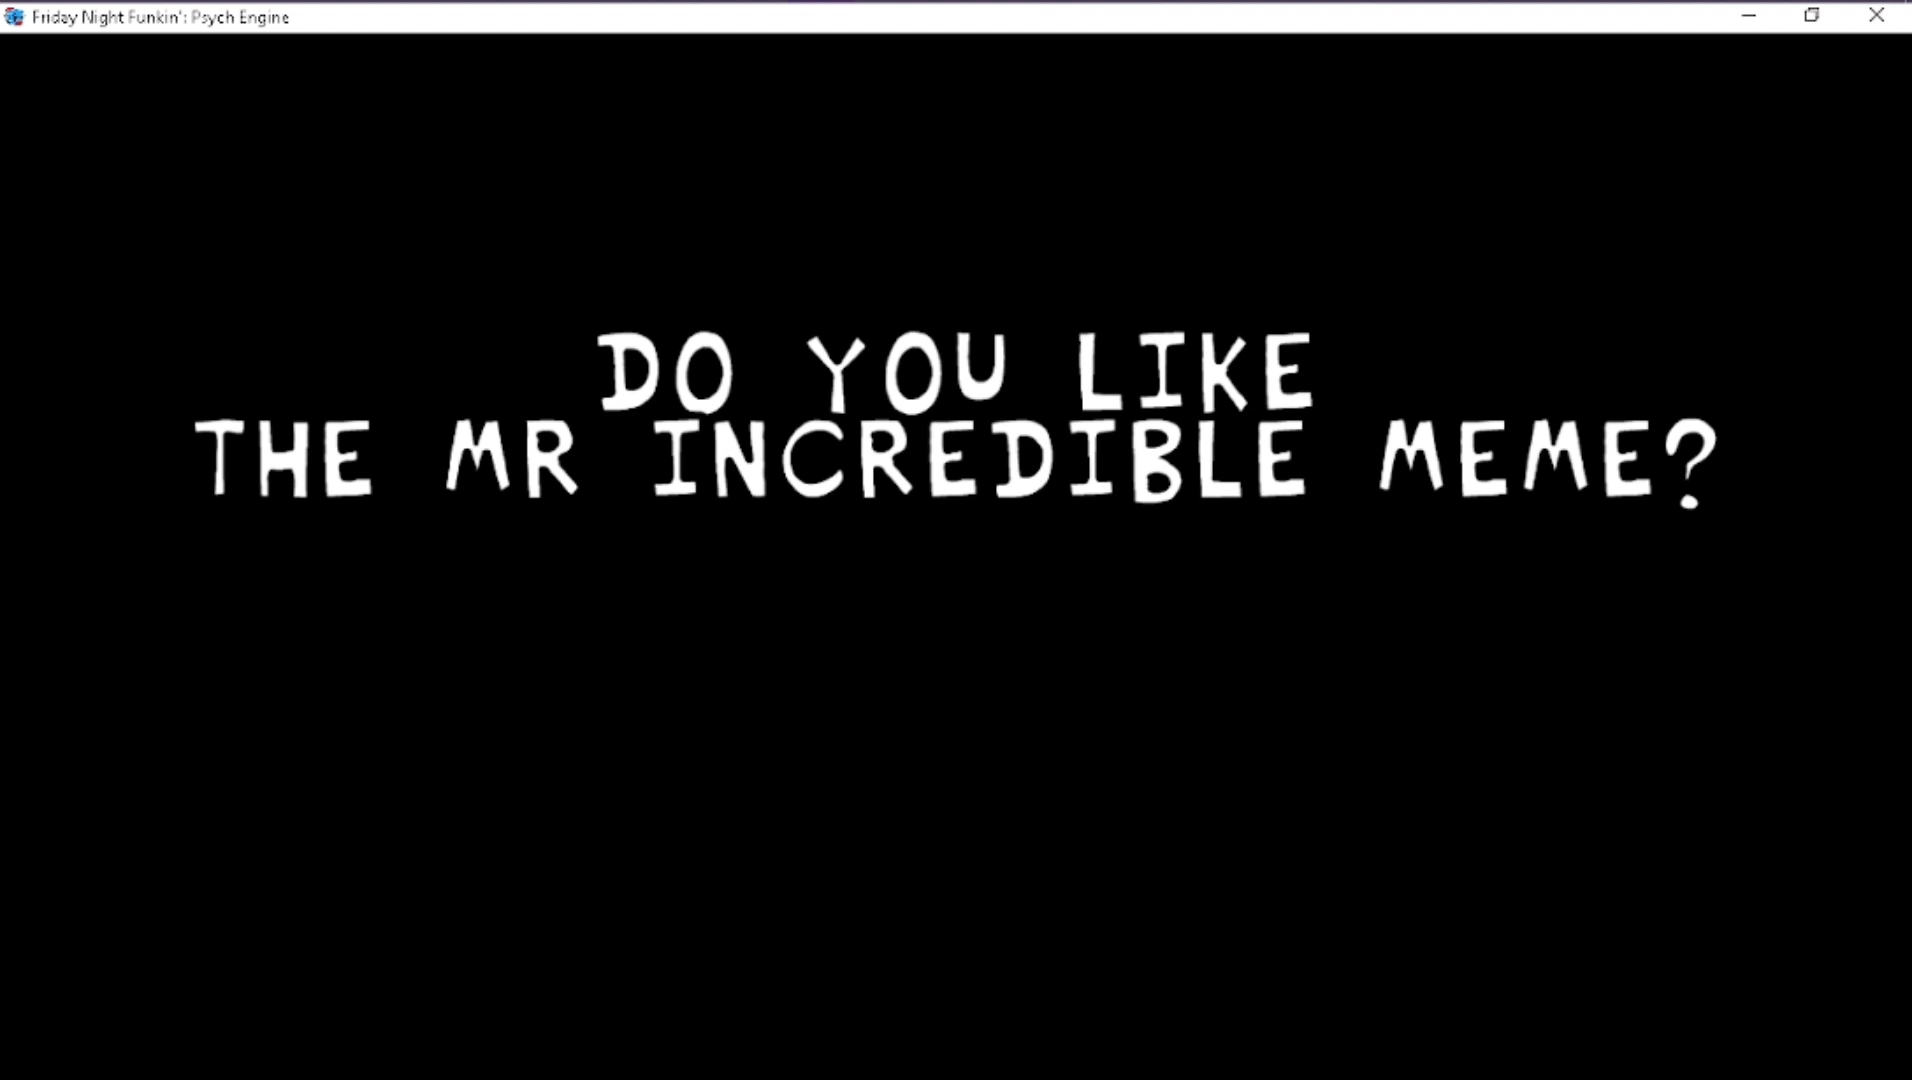 Friday Night Funkin': Psych Engine
DO YOU LIKE
THE MR INCREDIBLE MEME?